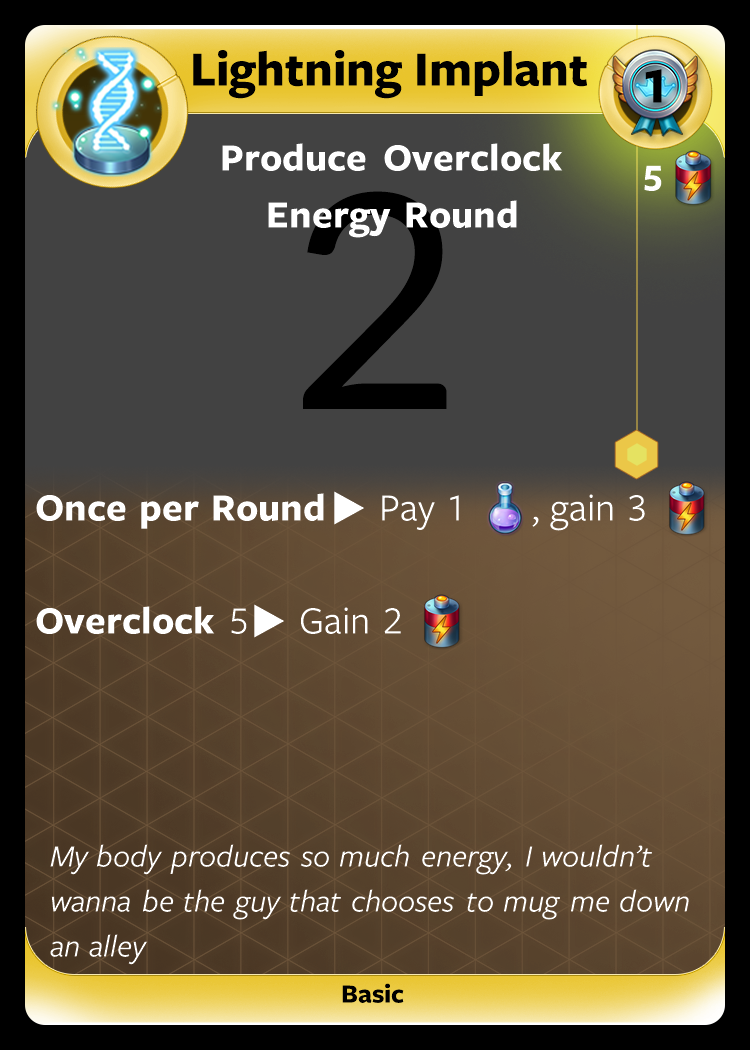 Lightning Implant
1
Produce Overclock
5
Energy Round
2
Once per Round▶ Pay 1 , gain 3
Overclock 5▶ Gain 2
My body produces so much energy, I wouldn't
wanna be the guy that chooses to mug me down
an alley
Basic